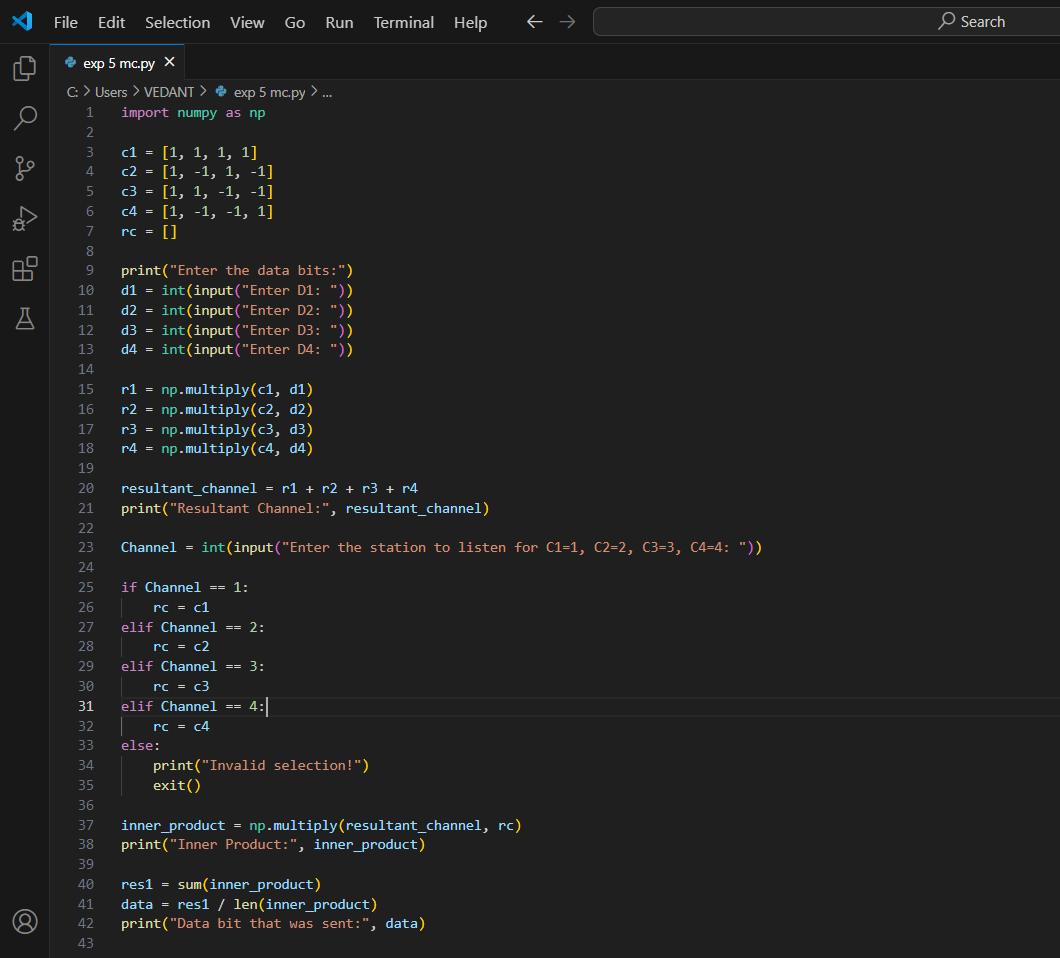 File Edit Selection View Go Run Terminal Help ← → Search
exp 5 mc.py ×
C: > Users > VEDANT > exp 5 mc.py > ...
1 import numpy as np
2
3 c1 = [1, 1, 1, 1]
4 c2 = [1, -1, 1, -1]
5 c3 = [1, 1, -1, -1]
6 c4 = [1, -1, -1, 1]
7 rc = []
8
9 print("Enter the data bits:")
10 d1 = int(input("Enter D1: "))
11 d2 = int(input("Enter D2: "))
12 d3 = int(input("Enter D3: "))
13 d4 = int(input("Enter D4: "))
14
15 r1 = np.multiply(c1, d1)
16 r2 = np.multiply(c2, d2)
17 r3 = np.multiply(c3, d3)
18 r4 = np.multiply(c4, d4)
19
20 resultant_channel = r1 + r2 + r3 + r4
21 print("Resultant Channel:", resultant_channel)
22
23 Channel = int(input("Enter the station to listen for C1=1, C2=2, C3=3, C4=4: "))
24
25 if Channel == 1:
26     rc = c1
27 elif Channel == 2:
28     rc = c2
29 elif Channel == 3:
30     rc = c3
31 elif Channel == 4:
32     rc = c4
33 else:
34     print("Invalid selection!")
35     exit()
36
37 inner_product = np.multiply(resultant_channel, rc)
38 print("Inner Product:", inner_product)
39
40 res1 = sum(inner_product)
41 data = res1 / len(inner_product)
42 print("Data bit that was sent:", data)
43